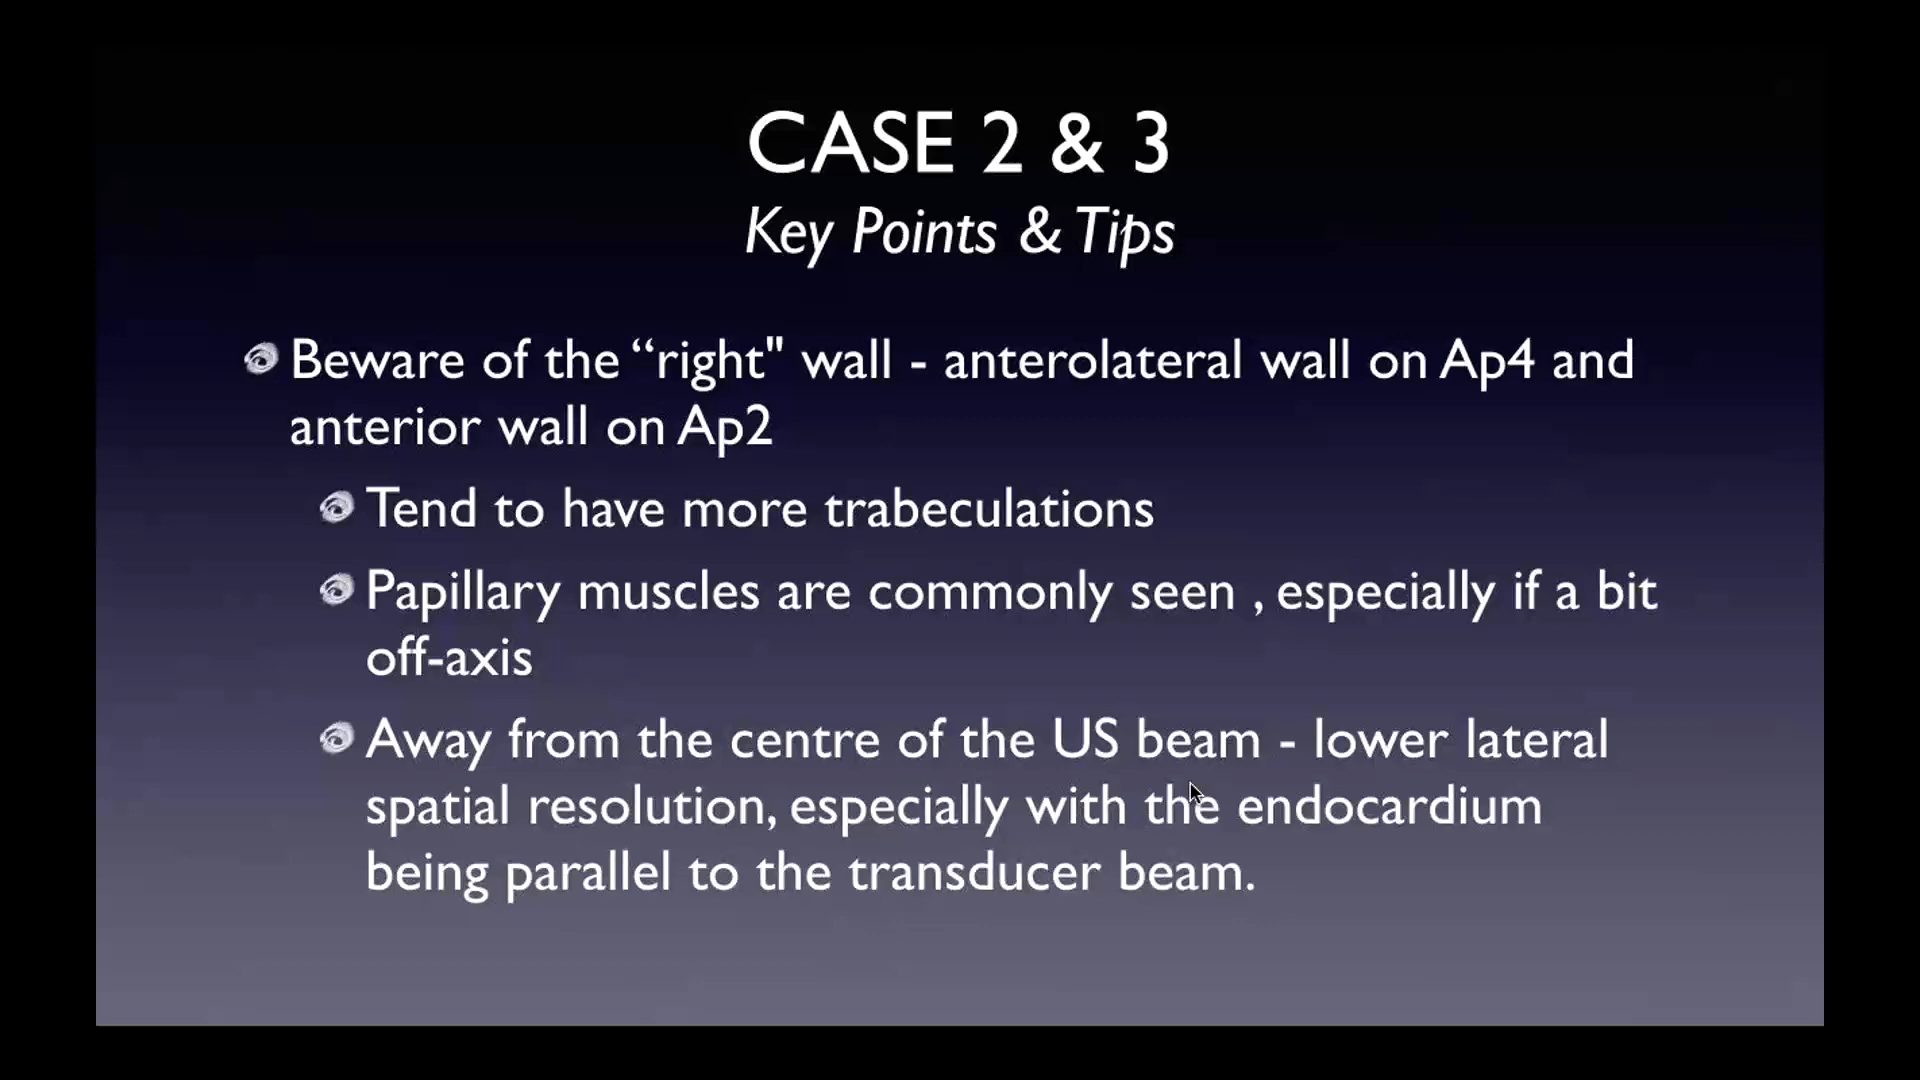 CASE 2 & 3
Key Points & Tips
Beware of the “right" wall - anterolateral wall on Ap4 and
anterior wall on Ap2
Tend to have more trabeculations
Papillary muscles are commonly seen , especially if a bit
off-axis
Away from the centre of the US beam - lower lateral
spatial resolution, especially with the endocardium
being parallel to the transducer beam.